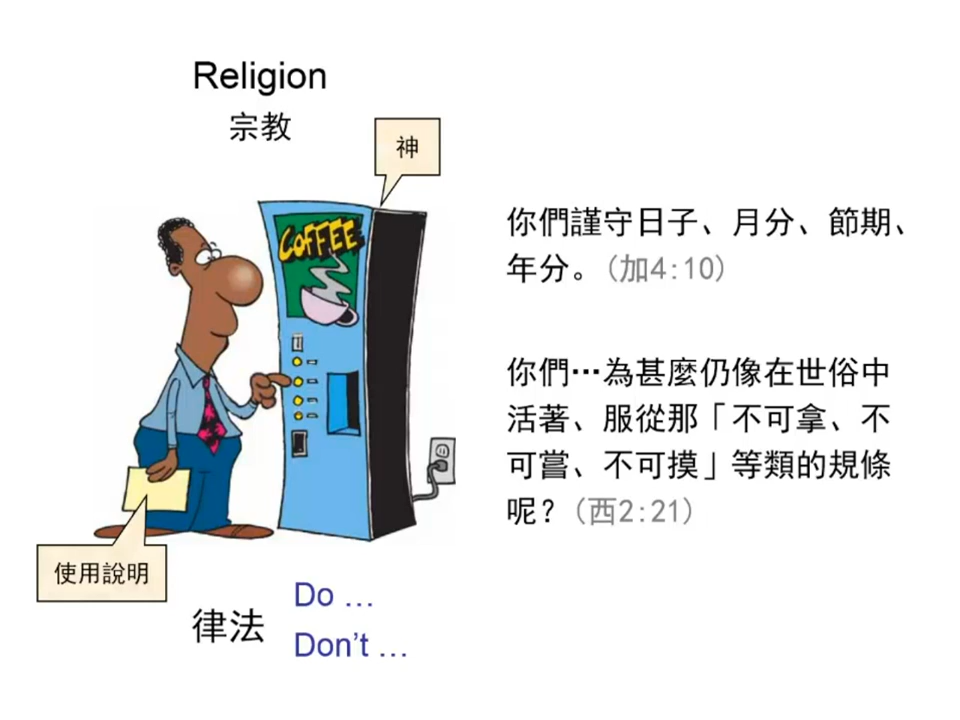 Religion
宗教
神
COFFEE
使用說明
律法
Do …
Don't …
你們謹守日子、月分、節期、
年分。(加4:10)
你們…為甚麼仍像在世俗中
活著、服從那「不可拿、不
可嘗、不可摸」等類的規條
呢?(西2:21)